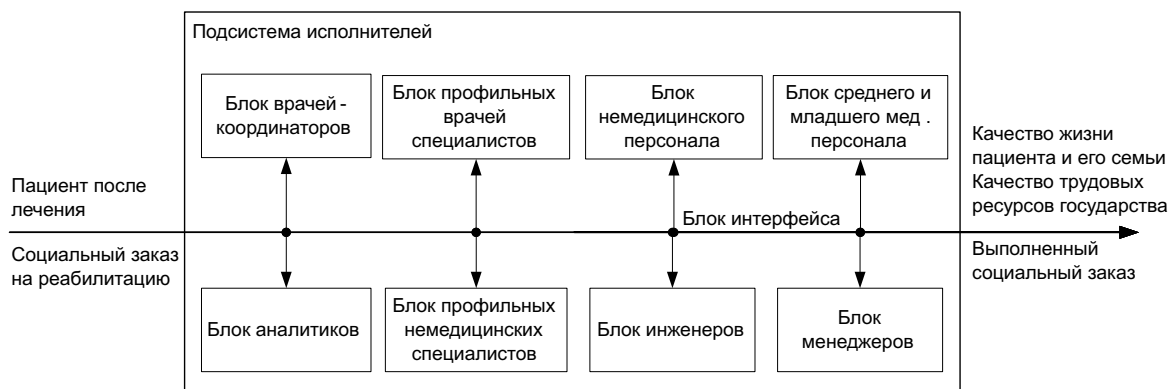 Подсистема исполнителей
Блок врачей -
координаторов
Блок профильных
врачей
специалистов
Блок
немедицинского
персонала
Блок среднего и
младшего мед .
персонала
Пациент после
лечения
Социальный заказ
на реабилитацию
Блок интерфейса
Качество жизни
пациента и его семьи
Качество трудовых
ресурсов государства
Выполненный
социальный заказ
Блок аналитиков
Блок профильных
немедицинских
специалистов
Блок инженеров
Блок
менеджеров